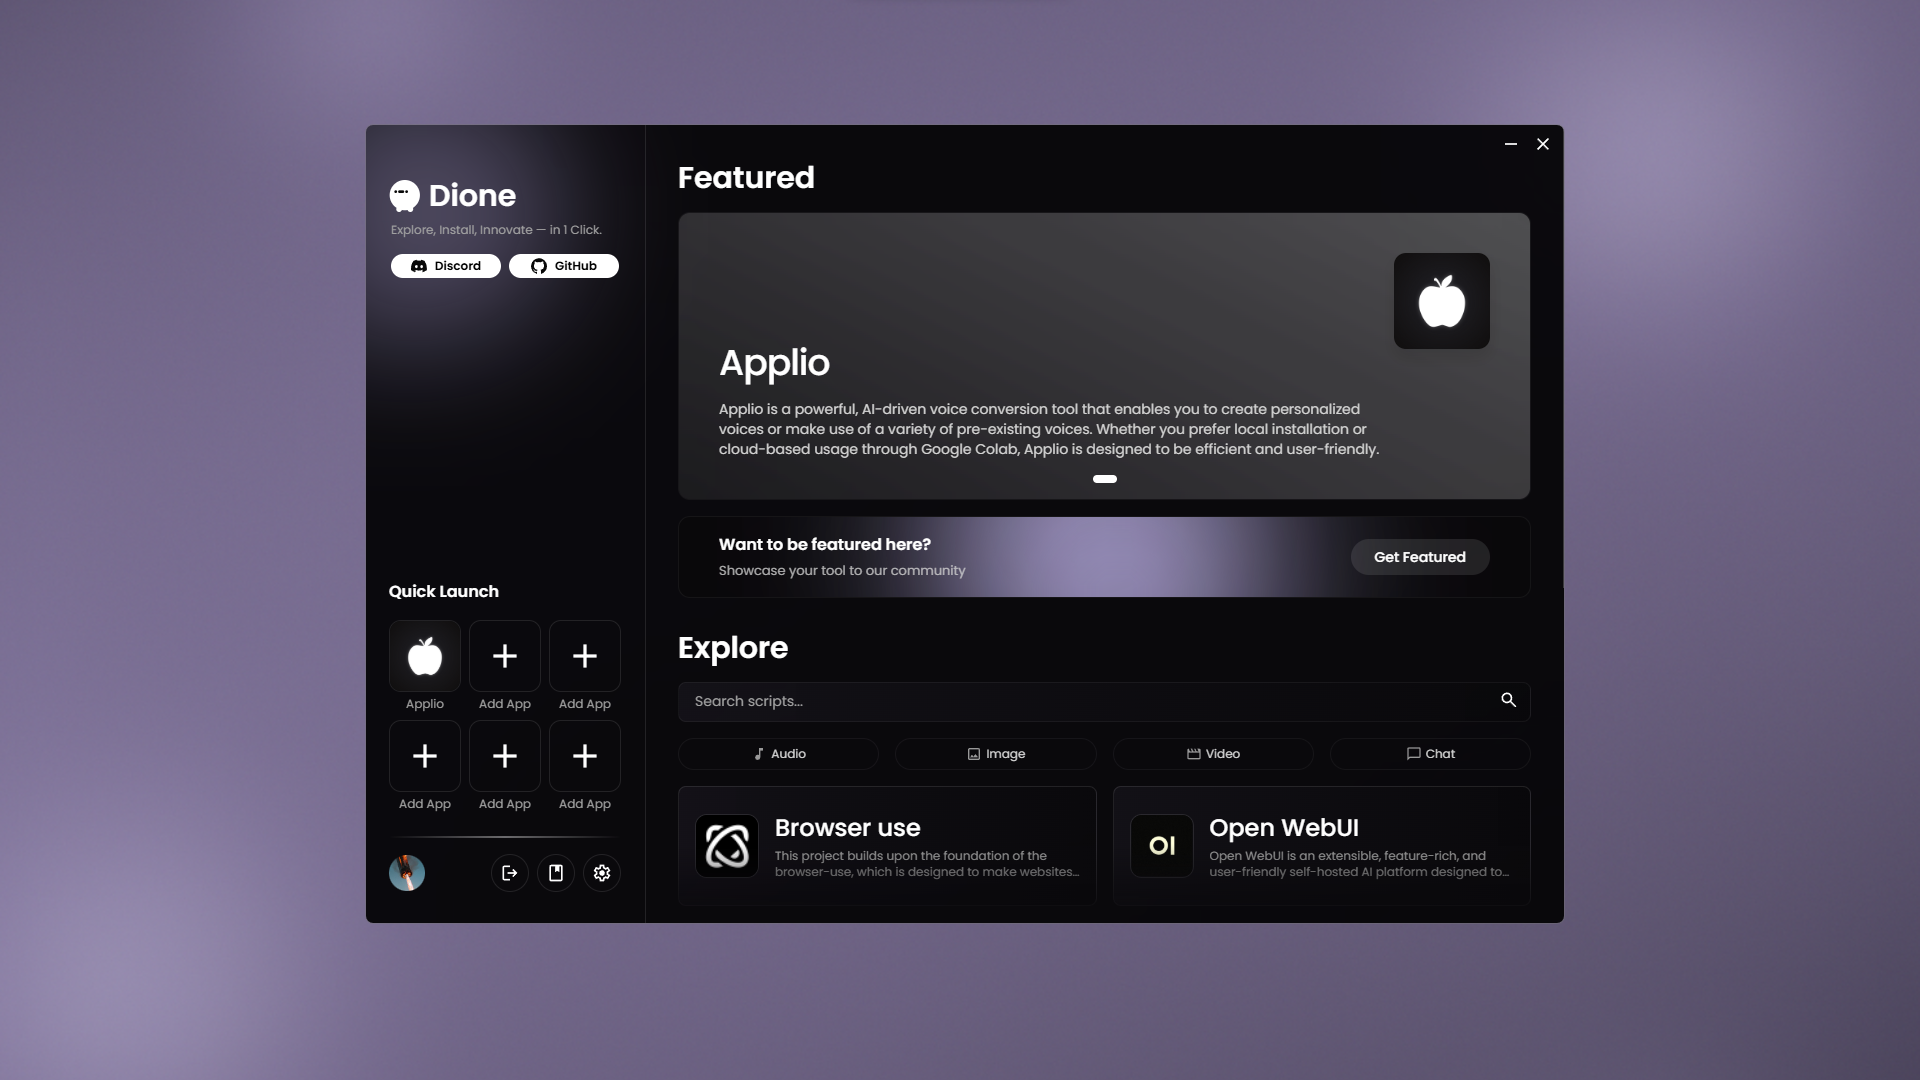 Dione
Explore, Install, Innovate — in 1 Click.
Discord
GitHub
Quick Launch
Applio
Add App
Add App
Add App
Add App
Add App
Featured
Applio
Applio is a powerful, AI-driven voice conversion tool that enables you to create personalized
voices or make use of a variety of pre-existing voices. Whether you prefer local installation or
cloud-based usage through Google Colab, Applio is designed to be efficient and user-friendly.
Want to be featured here?
Showcase your tool to our community
Get Featured
Explore
Search scripts...
Audio
Image
Video
Chat
Browser use
This project builds upon the foundation of the
browser-use, which is designed to make websites...
OI
Open WebUI
Open WebUI is an extensible, feature-rich, and
user-friendly self-hosted AI platform designed to...